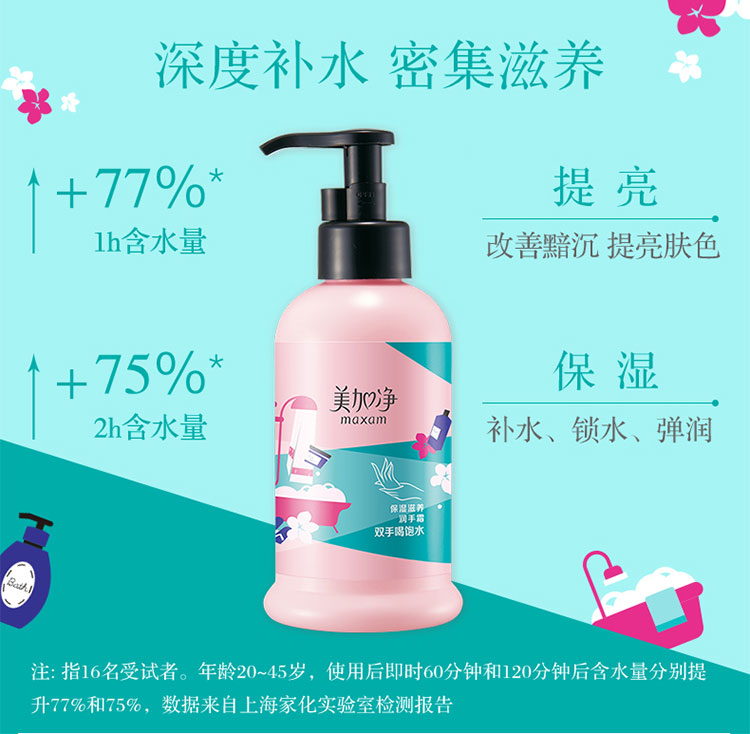 深度补水 密集滋养
+77%*
1h含水量
提 亮
改善黯沉 提亮肤色
+75%*
2h含水量
保 湿
补水、锁水、弹润
美加净
maxam
保湿滋养
润手霜
双手喝饱水
Bath
注: 指16名受试者。年龄20~45岁，使用后即时60分钟和120分钟后含水量分别提
升77%和75%，数据来自上海家化实验室检测报告